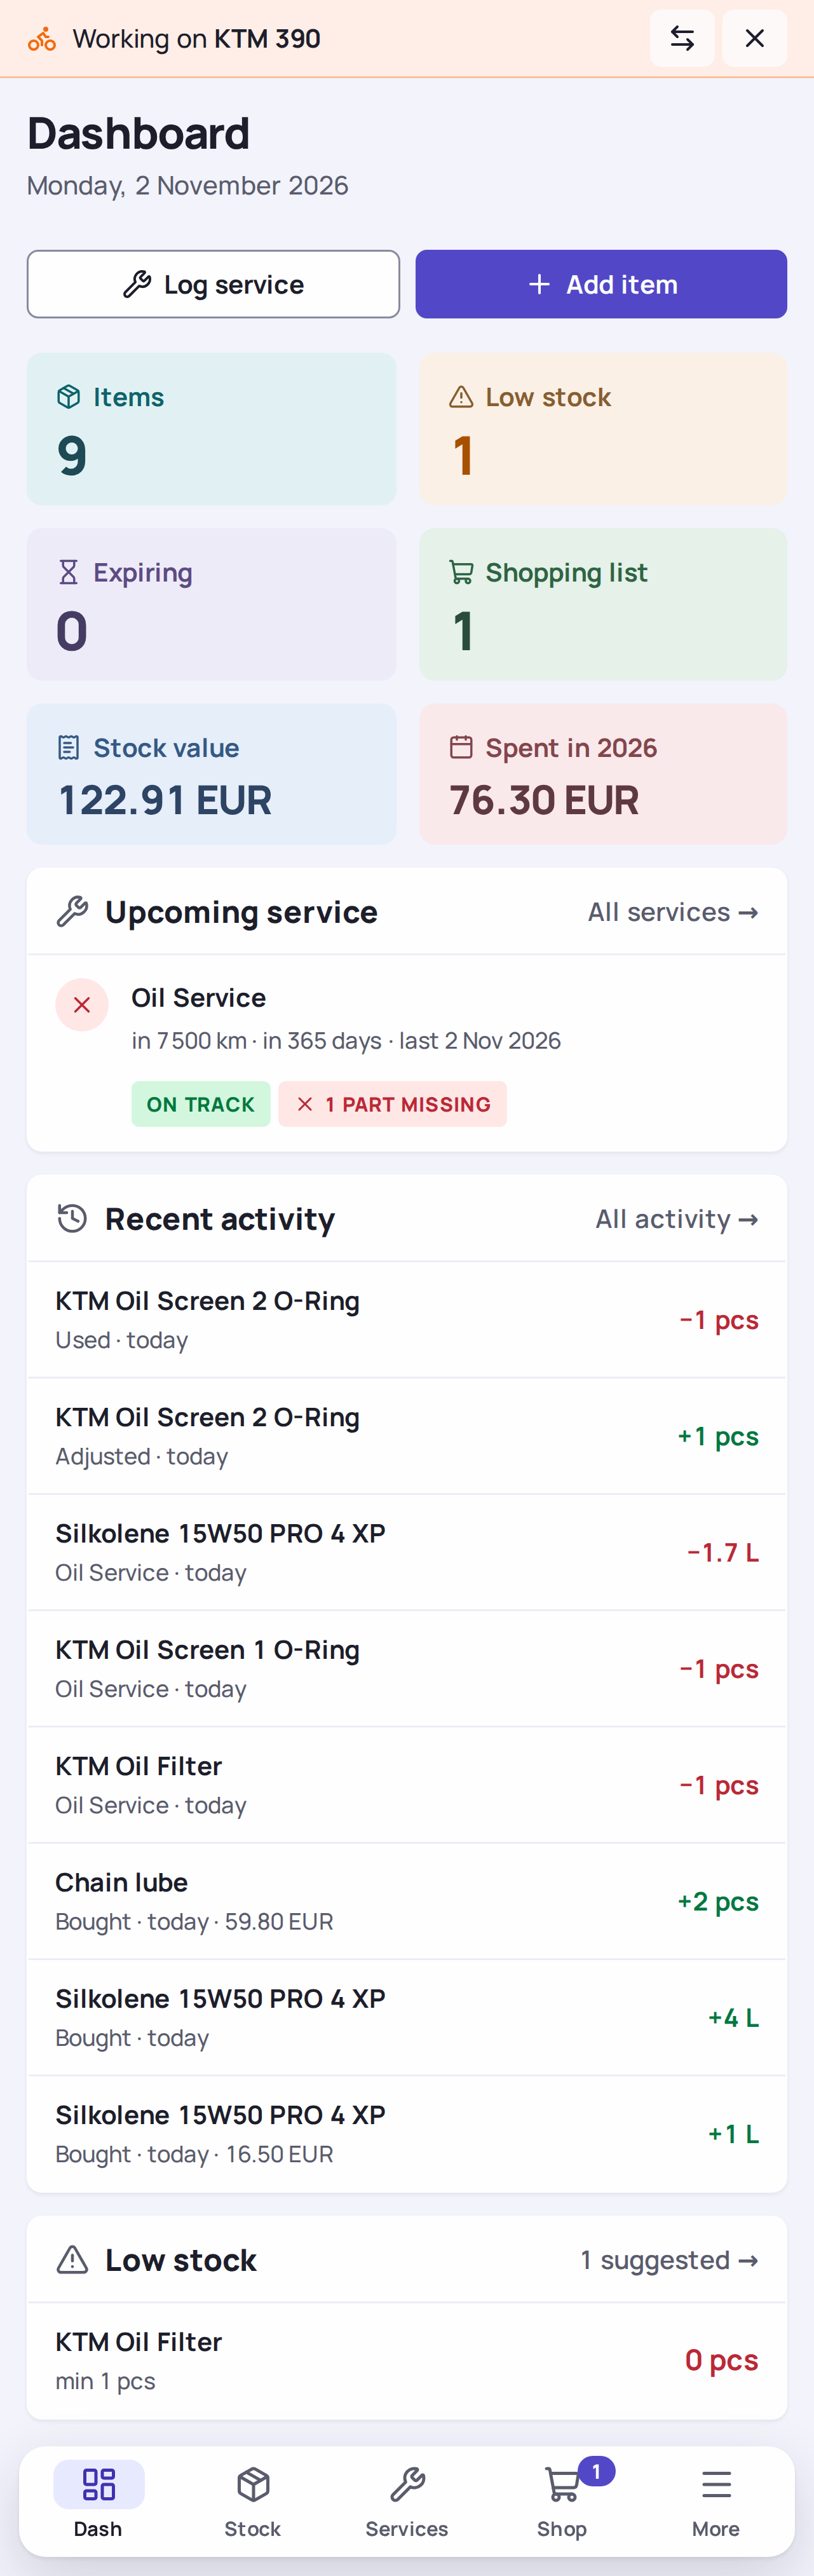 Working on KTM 390
Dashboard
Monday, 2 November 2026
Log service
Add item
Items
9
Low stock
1
Expiring
0
Shopping list
1
Stock value
122.91 EUR
Spent in 2026
76.30 EUR
Upcoming service
All services →
Oil Service
in 7 500 km · in 365 days · last 2 Nov 2026
ON TRACK
1 PART MISSING
Recent activity
All activity →
KTM Oil Screen 2 O-Ring
Used · today
−1 pcs
KTM Oil Screen 2 O-Ring
Adjusted · today
+1 pcs
Silkolene 15W50 PRO 4 XP
Oil Service · today
−1.7 L
KTM Oil Screen 1 O-Ring
Oil Service · today
−1 pcs
KTM Oil Filter
Oil Service · today
−1 pcs
Chain lube
Bought · today · 59.80 EUR
+2 pcs
Silkolene 15W50 PRO 4 XP
Bought · today
+4 L
Silkolene 15W50 PRO 4 XP
Bought · today · 16.50 EUR
+1 L
Low stock
1 suggested →
KTM Oil Filter
min 1 pcs
0 pcs
Dash
Stock
Services
1
Shop
More